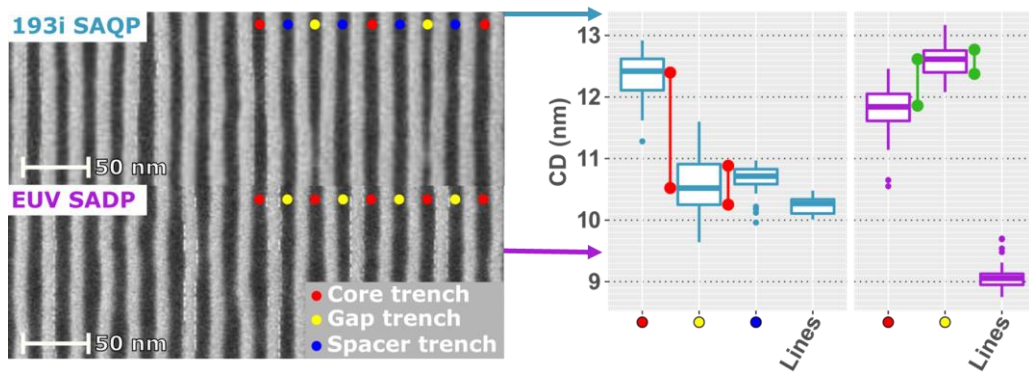 193i SAQP
50 nm
EUV SADP
50 nm
Core trench
Gap trench
Spacer trench
CD (nm)
13
12
11
10
9
Lines
Lines